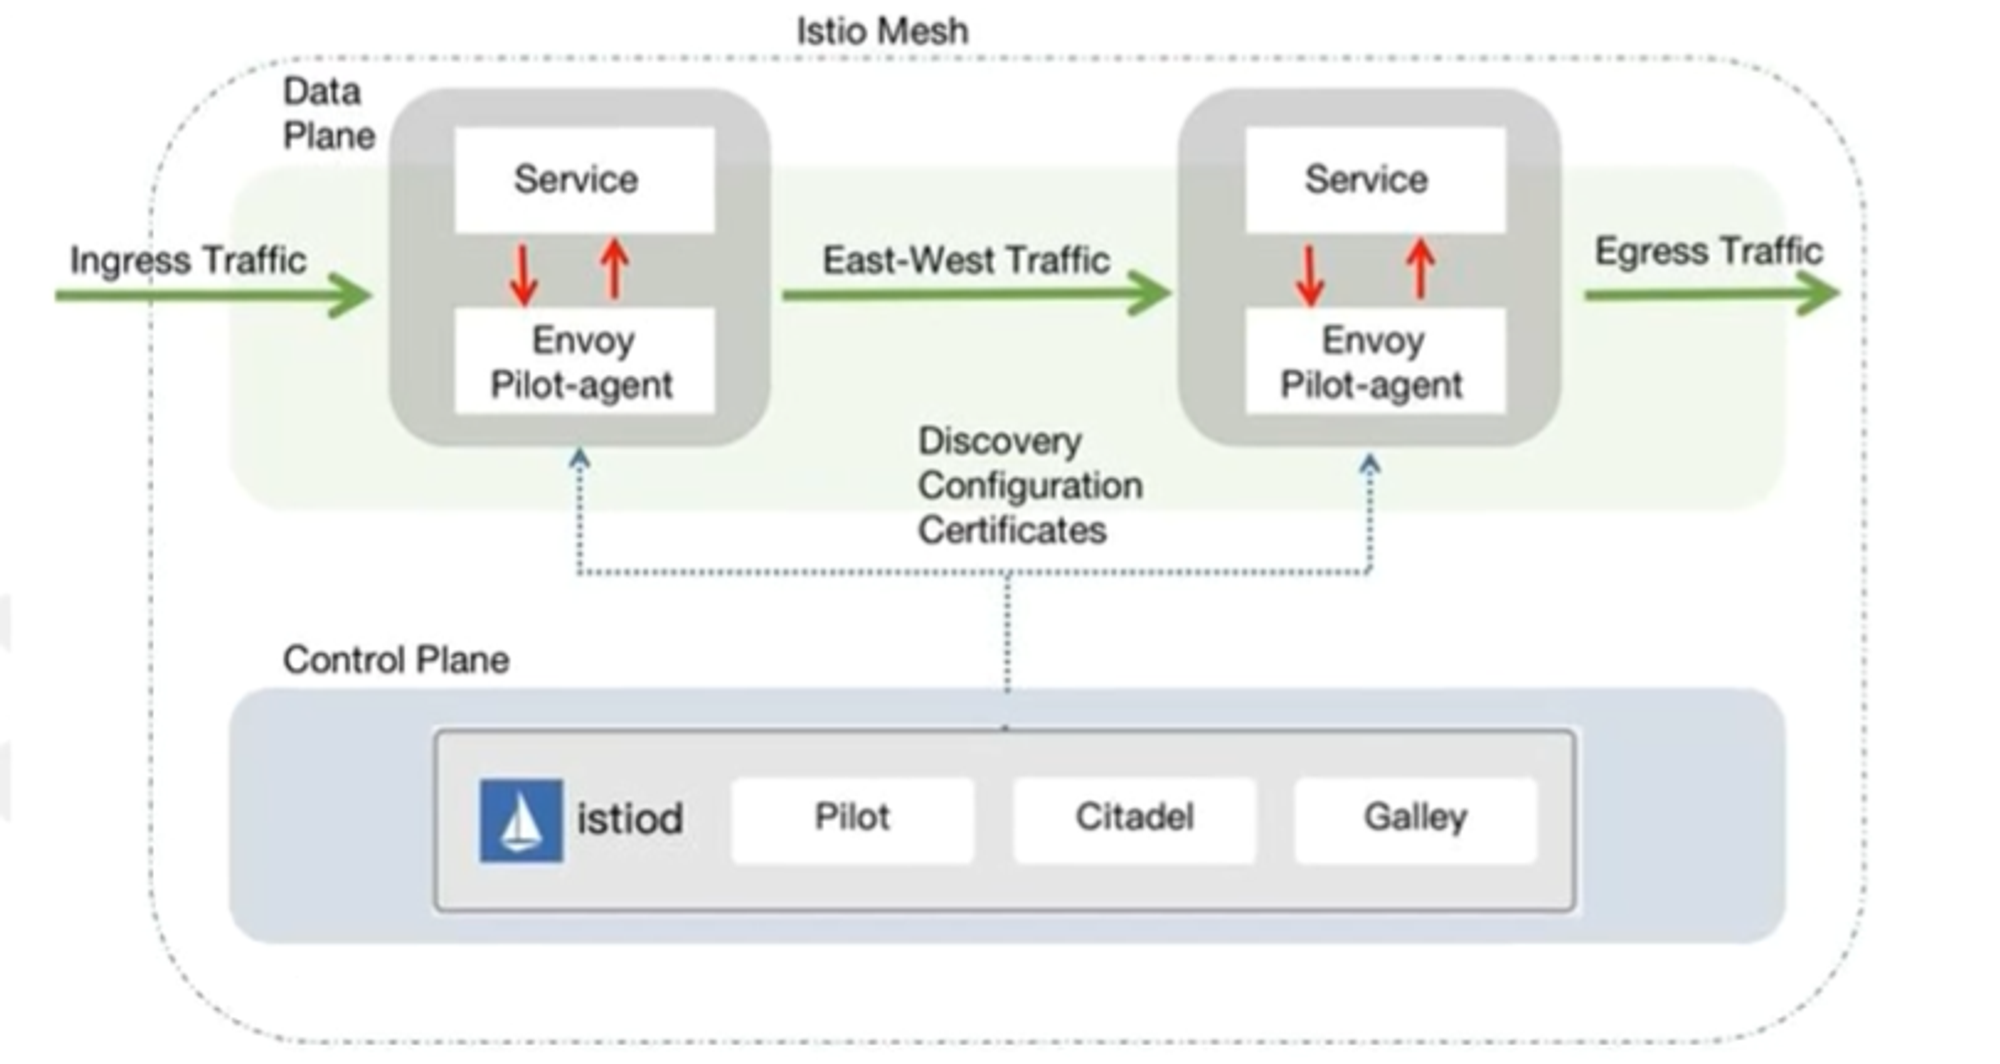 Istio Mesh
Data
Plane
Service
Service
Ingress Traffic
East-West Traffic
Egress Traffic
Envoy
Pilot-agent
Envoy
Pilot-agent
Discovery
Configuration
Certificates
Control Plane
istiod
Pilot
Citadel
Galley